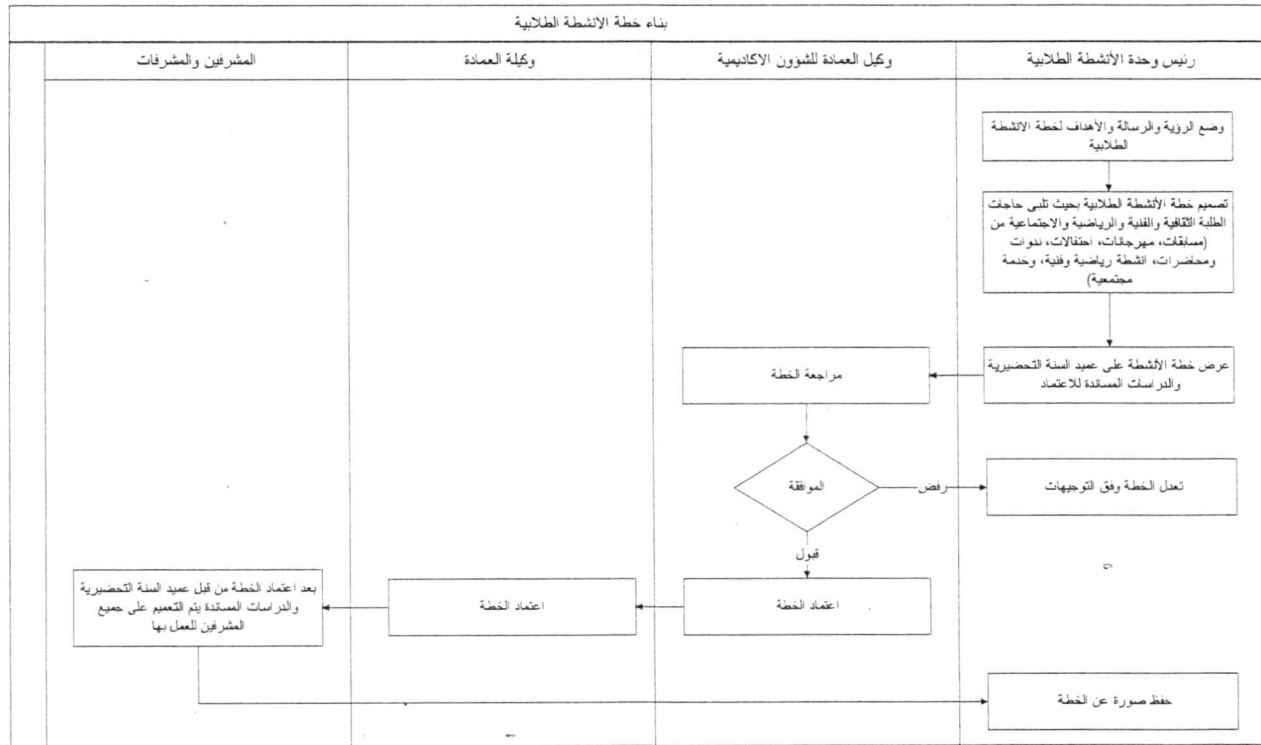 بناء خطة الانشطة الطلابية
رئيس وحدة الأنشطة الطلابية
وكيل العمادة للشؤون الاكاديمية
وكيلة العمادة
المشرفين والمشرفات
وضع الرؤية والرسالة والأهداف لخطة الانشطة
الطلابية
تصميم خطة الأنشطة الطلابية بحيث تلبى حاجات
الطلبة الثقافية والفنية والرياضية والاجتماعية من
(مسابقات، مهرجانات، احتفالات، ندوات
ومحاضرات، انشطة رياضية وفنية، وخدمة
مجتمعية)
عرض خطة الأنشطة على عميد السنة التحضيرية
والدراسات المساندة للاعتماد
مراجعة الخطة
الموافقة
رفض
تعدل الخطة وفق التوجيهات
قبول
اعتماد الخطة
اعتماد الخطة
بعد اعتماد الخطة من قبل عميد السنة التحضيرية
والدراسات المساندة يتم التعميم على جميع
المشرفين للعمل بها
حفظ صورة عن الخطة